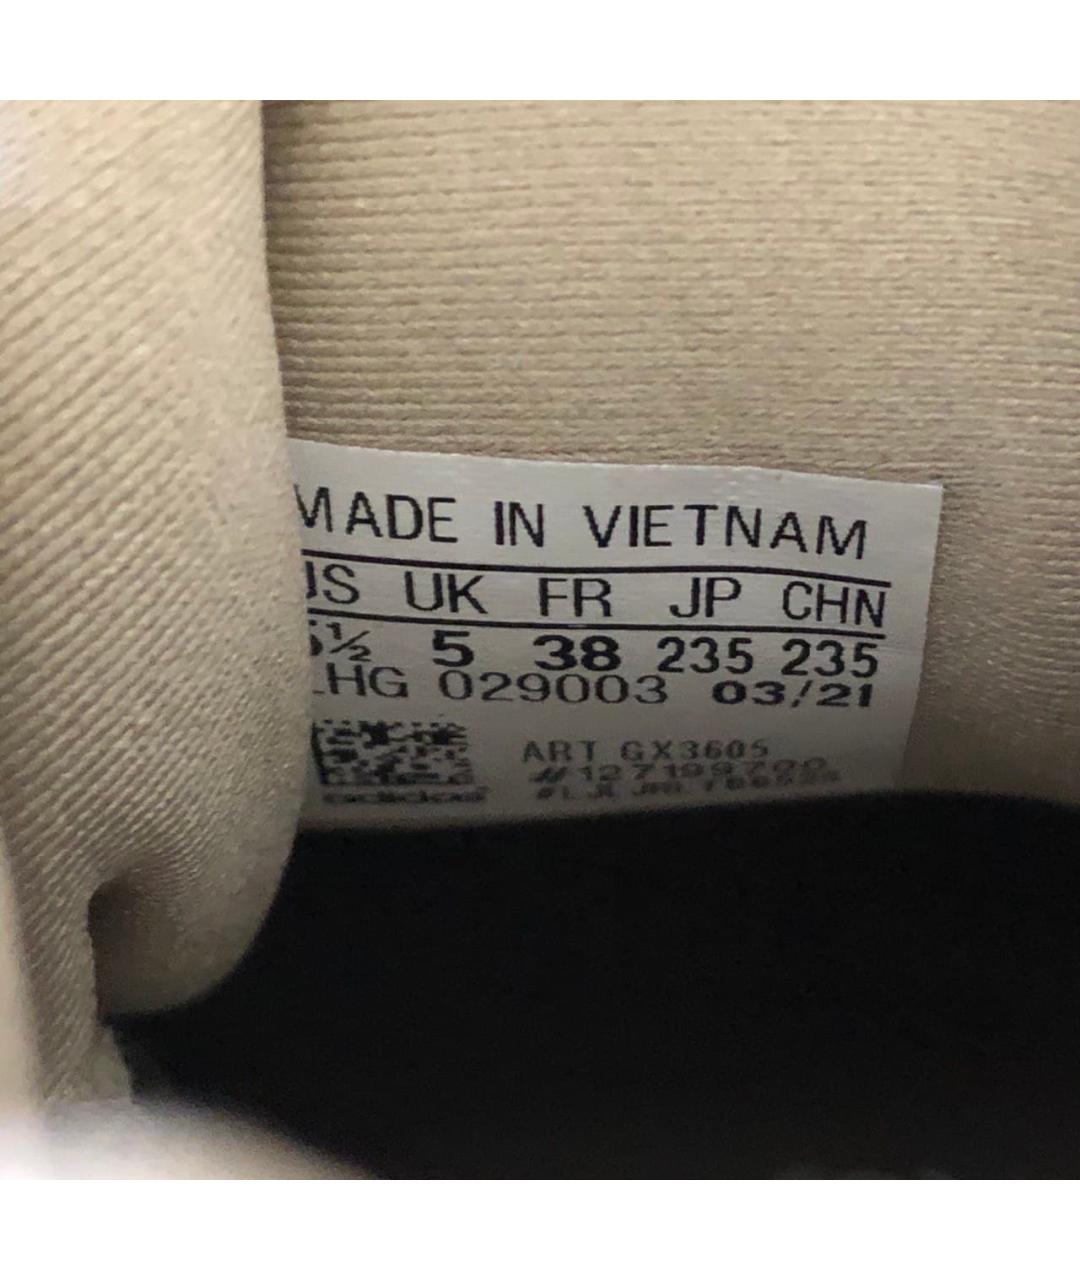 MADE IN VIETNAM
US UK FR JP CHN
5½ 5 38 235 235
LHG 029003 03/21
ART GX3605
adidas